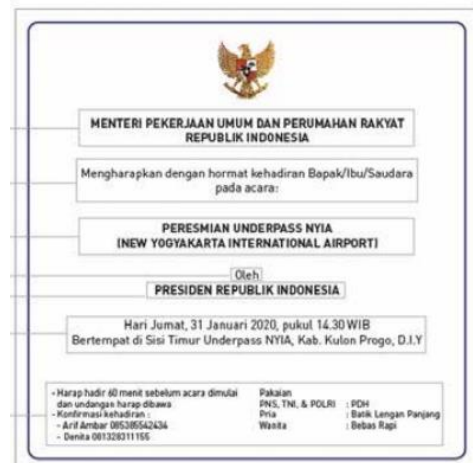 MENTERI PEKERJAAN UMUM DAN PERUMAHAN RAKYAT
REPUBLIK INDONESIA
Mengharapkan dengan hormat kehadiran Bapak/Ibu/Saudara
pada acara:
PERESMIAN UNDERPASS NYIA
(NEW YOGYAKARTA INTERNATIONAL AIRPORT)
Oleh
PRESIDEN REPUBLIK INDONESIA
Hari Jumat, 31 Januari 2020, pukul 14.30 WIB
Bertempat di Sisi Timur Underpass NYIA, Kab. Kulon Progo, D.I.Y
- Harap hadir 60 menit sebelum acara dimulai
dan undangan harap dibawa
- Konfirmasi kehadiran :
- Arif Ambar 085385542434
- Denita 081328311155
Pakaian
PNS, TNI, & POLRI : PDH
Pria : Batik Lengan Panjang
Wanita : Bebas Rapi